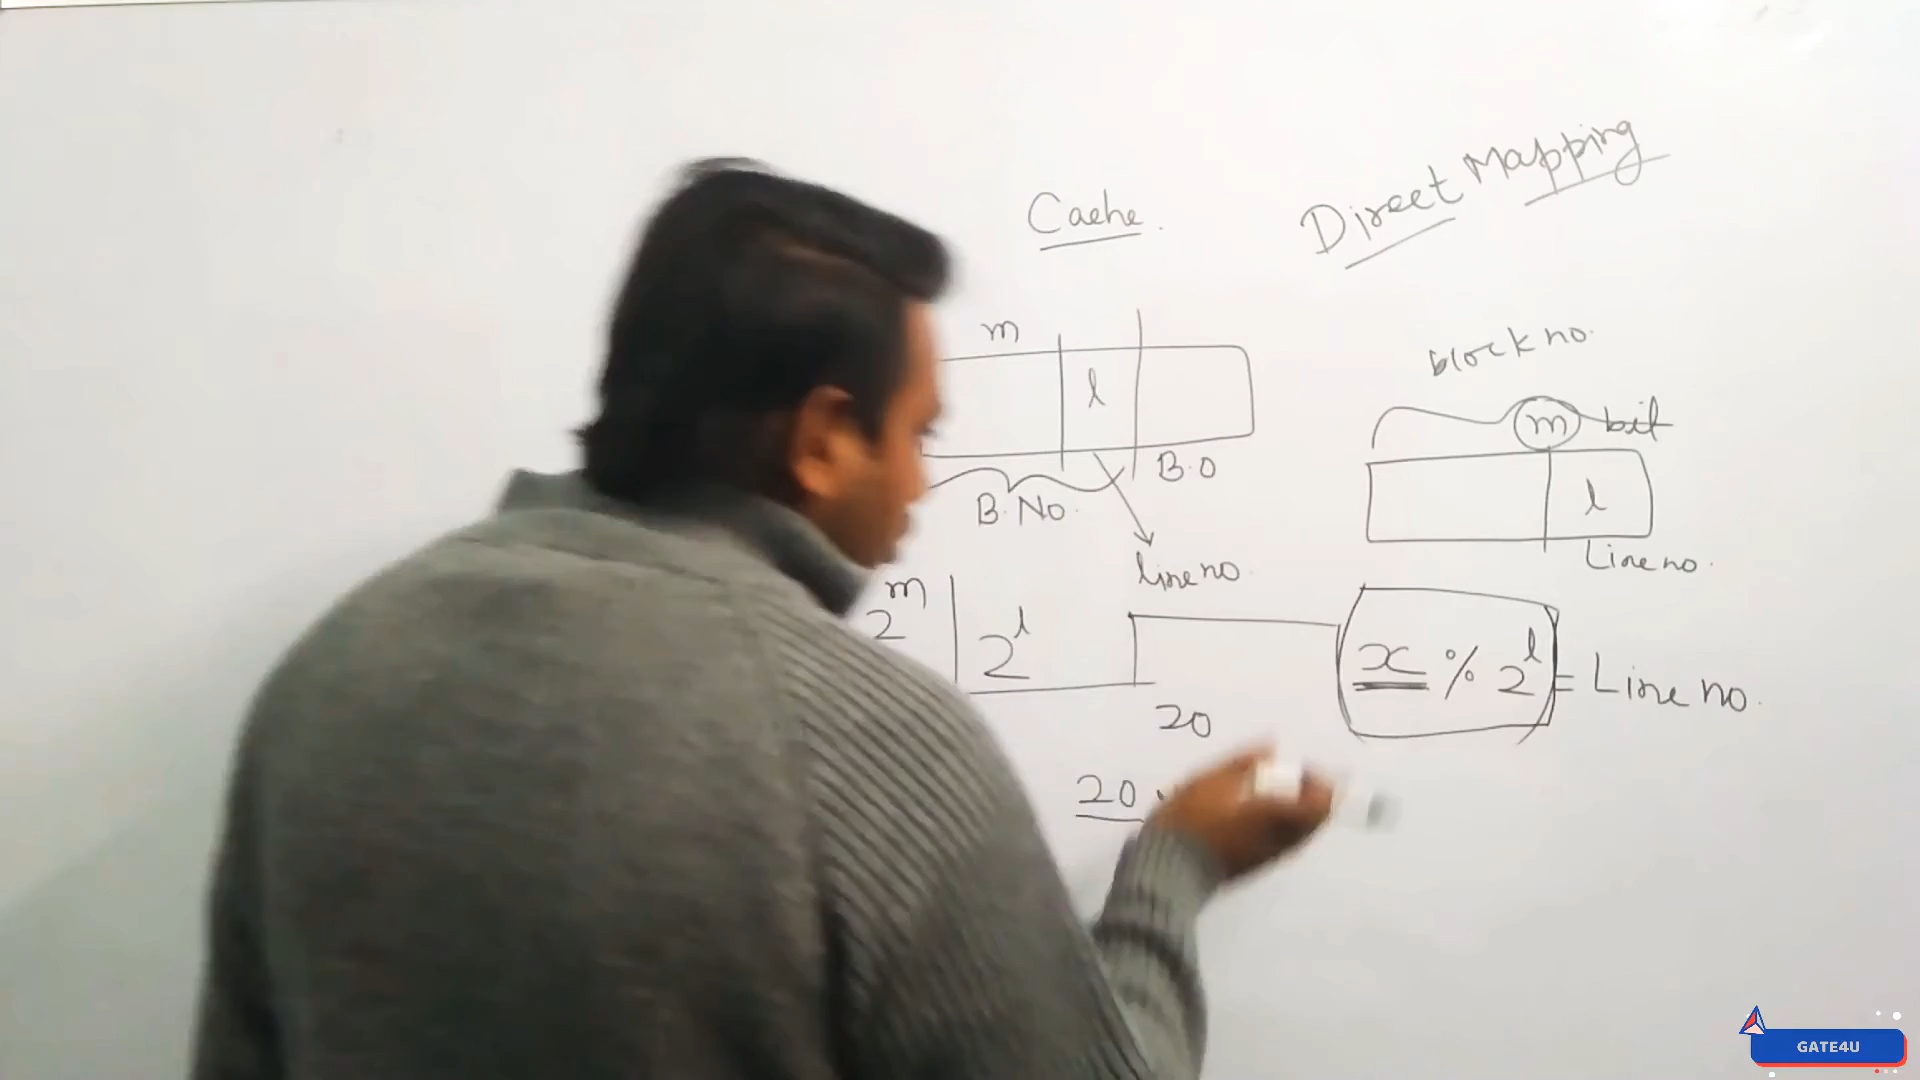 Direct Mapping
Cache
m
block no.
l
m bit
B.O
l
B. No.
line no
Line no.
2^m
2^l
x % 2^l = Line no.
20
20
GATE4U